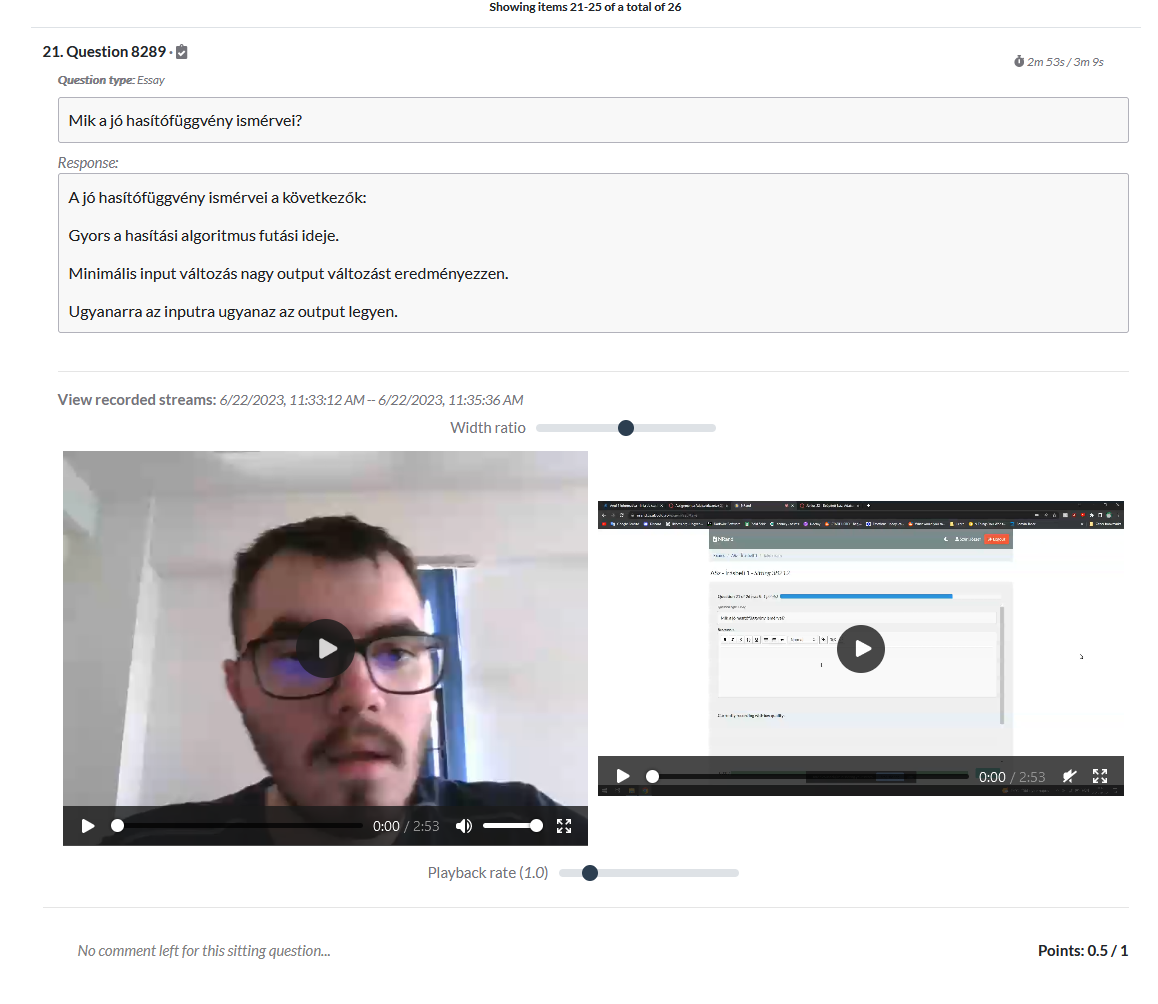 Showing items 21-25 of a total of 26
21. Question 8289 ·
2m 53s / 3m 9s
Question type: Essay
Mik a jó hasítófüggvény ismérvei?
Response:
A jó hasítófüggvény ismérvei a következők:
Gyors a hasítási algoritmus futási ideje.
Minimális input változás nagy output változást eredményezzen.
Ugyanarra az inputra ugyanaz az output legyen.
View recorded streams: 6/22/2023, 11:33:12 AM -- 6/22/2023, 11:35:36 AM
Width ratio
Mik a jó hasítófüggvény ismérvei?
0:00 / 2:53
0:00 / 2:53
Playback rate (1.0)
No comment left for this sitting question...
Points: 0.5 / 1